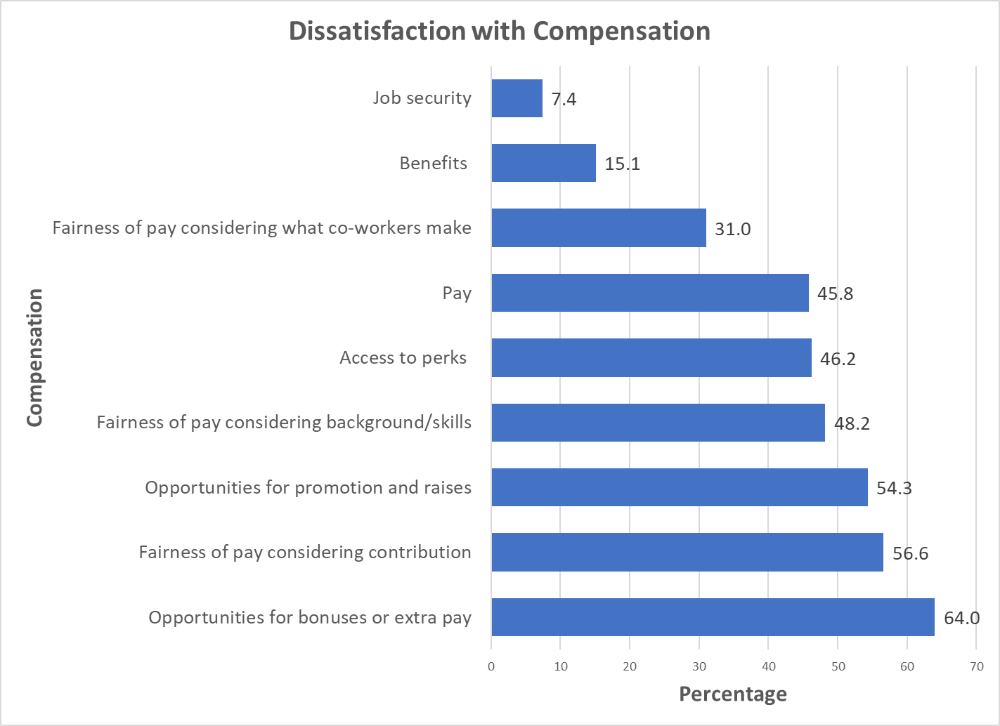 Dissatisfaction with Compensation
Job security
7.4
Benefits
15.1
Fairness of pay considering what co-workers make
31.0
Pay
45.8
Access to perks
46.2
Fairness of pay considering background/skills
48.2
Opportunities for promotion and raises
54.3
Fairness of pay considering contribution
56.6
Opportunities for bonuses or extra pay
64.0
Compensation
0 10 20 30 40 50 60 70
Percentage